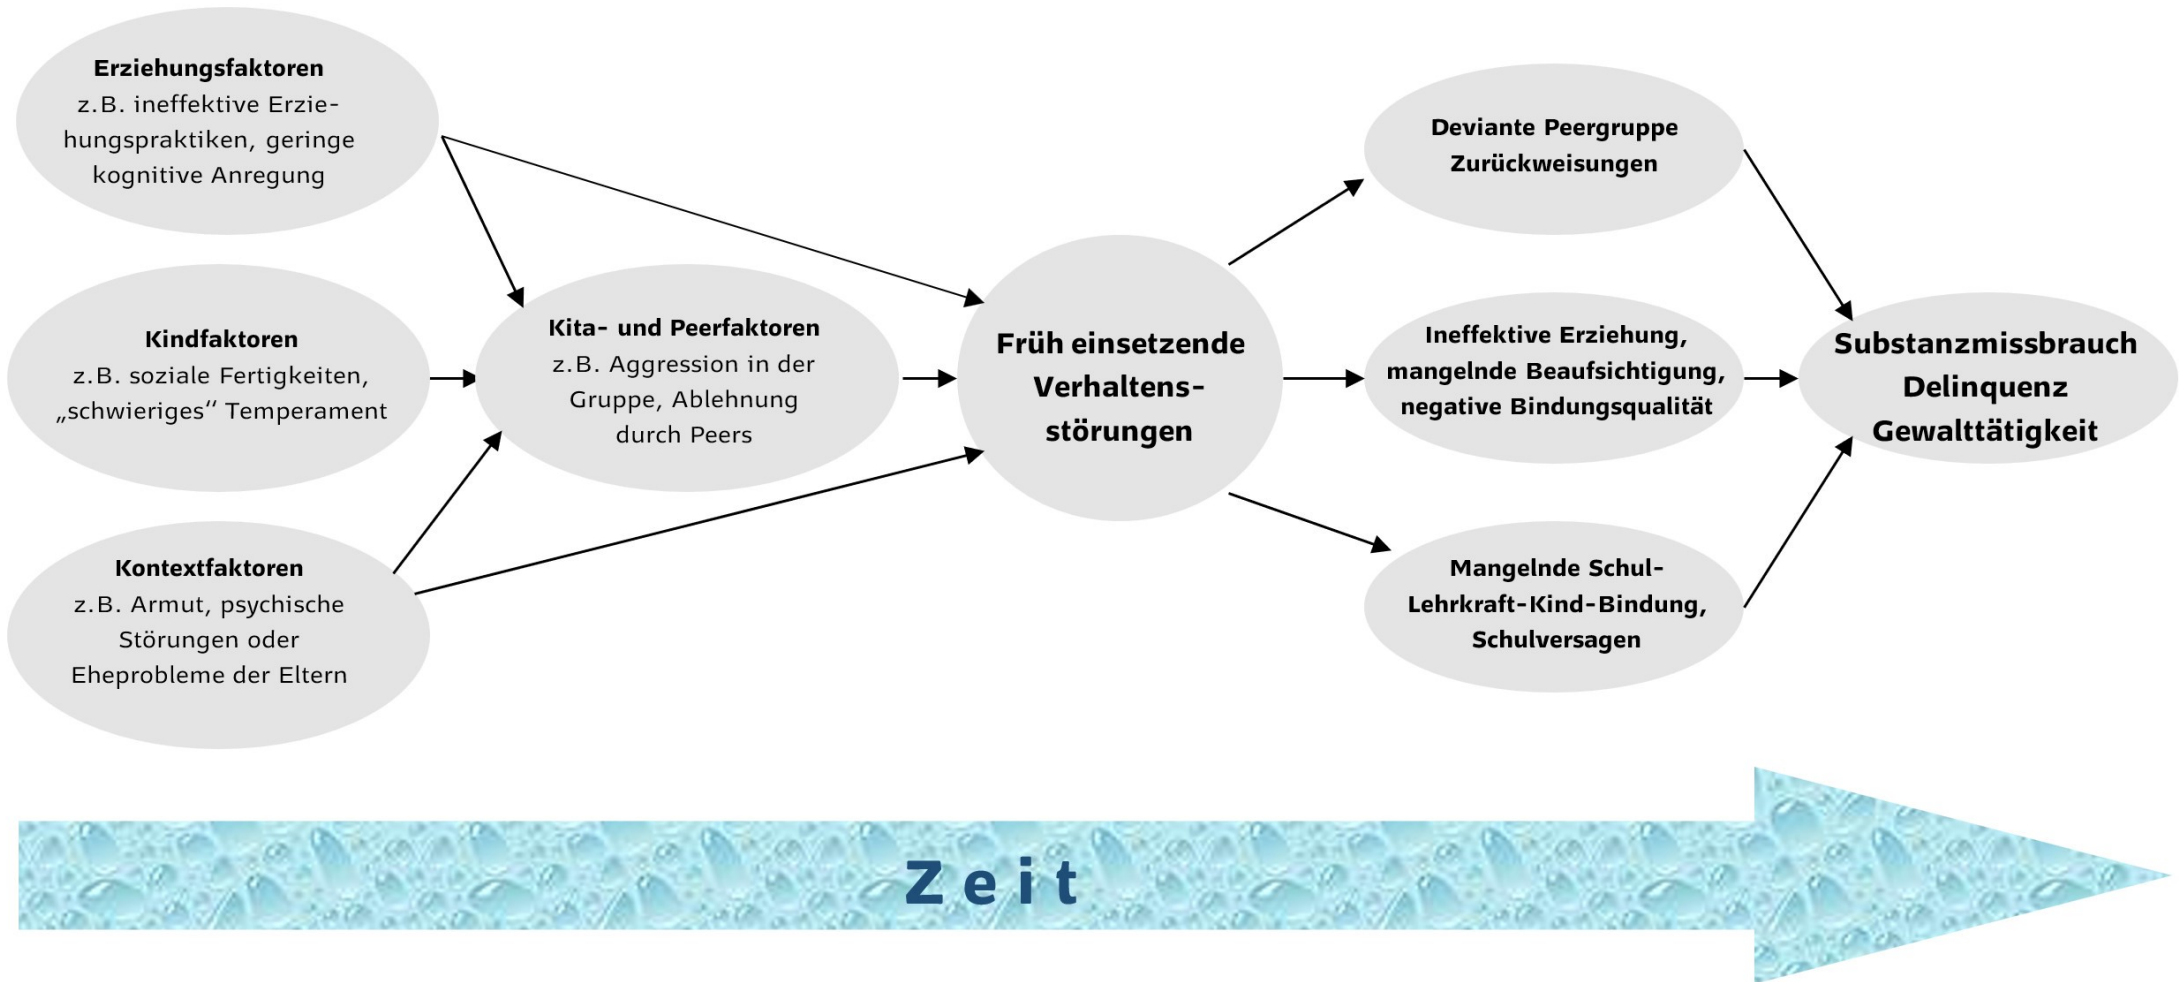 Erziehungsfaktoren
z.B. ineffektive Erzie-
hungspraktiken, geringe
kognitive Anregung
Kindfaktoren
z.B. soziale Fertigkeiten,
„schwieriges“ Temperament
Kontextfaktoren
z.B. Armut, psychische
Störungen oder
Eheprobleme der Eltern
Kita- und Peerfaktoren
z.B. Aggression in der
Gruppe, Ablehnung
durch Peers
Früh einsetzende
Verhaltens-
störungen
Deviante Peergruppe
Zurückweisungen
Ineffektive Erziehung,
mangelnde Beaufsichtigung,
negative Bindungsqualität
Mangelnde Schul-
Lehrkraft-Kind-Bindung,
Schulversagen
Substanzmissbrauch
Delinquenz
Gewalttätigkeit
Zeit